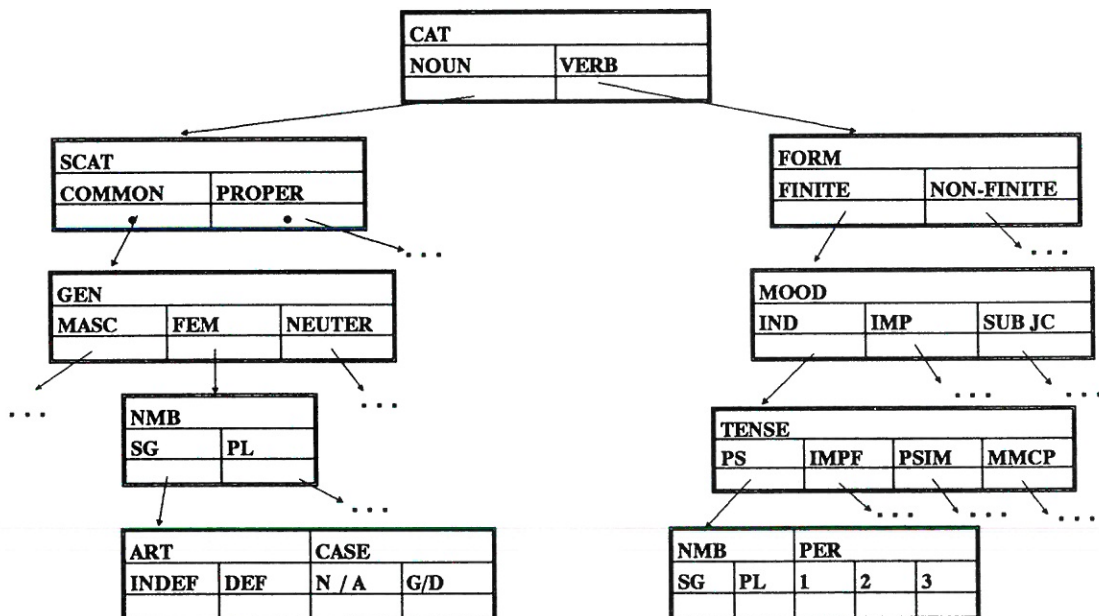 CAT
NOUN VERB
SCAT
COMMON PROPER
FORM
FINITE NON-FINITE
. . .
. . .
GEN
MASC FEM NEUTER
MOOD
IND IMP SUB JC
. . .
. . .
. . .
. . .
NMB
SG PL
TENSE
PS IMPF PSIM MMCP
. . .
. . .
. . .
. . .
ART CASE
INDEF DEF N / A G/D
NMB PER
SG PL 1 2 3